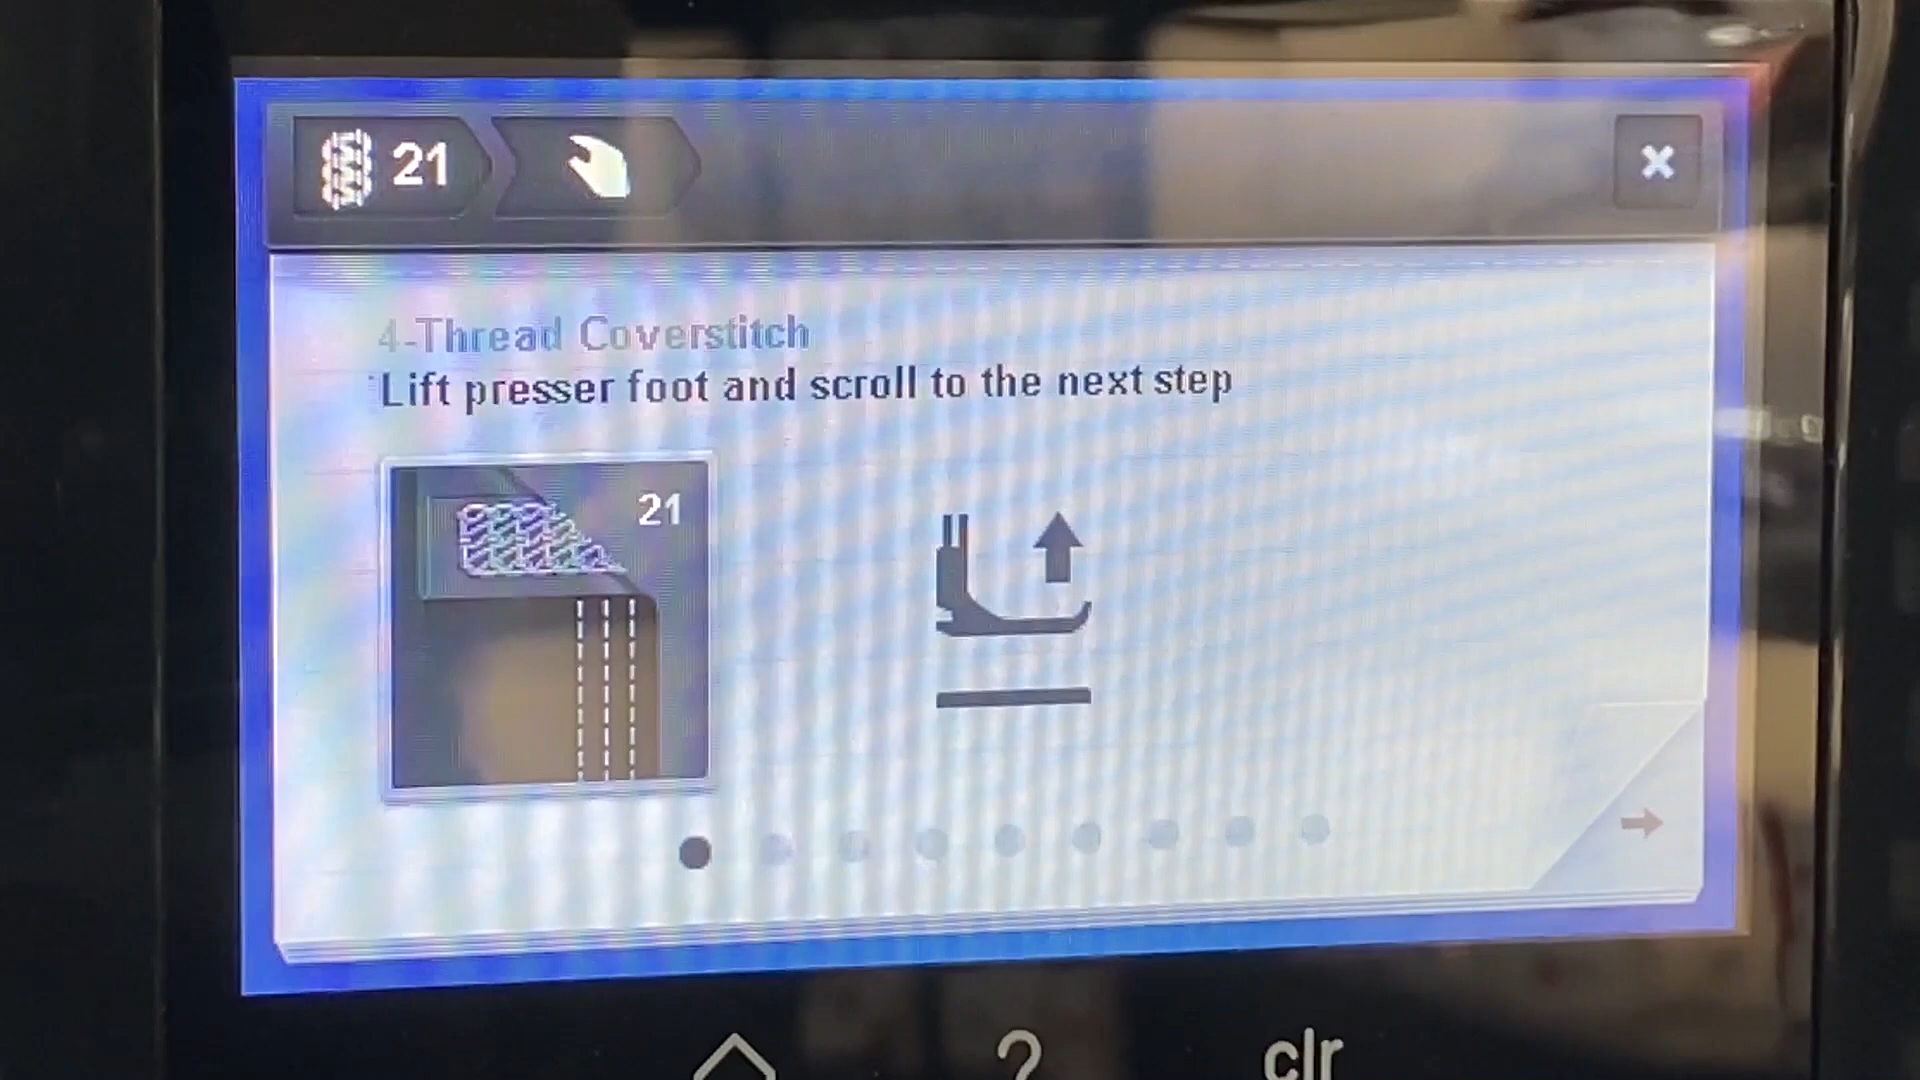 21
4-Thread Coverstitch
Lift presser foot and scroll to the next step
21
?
clr